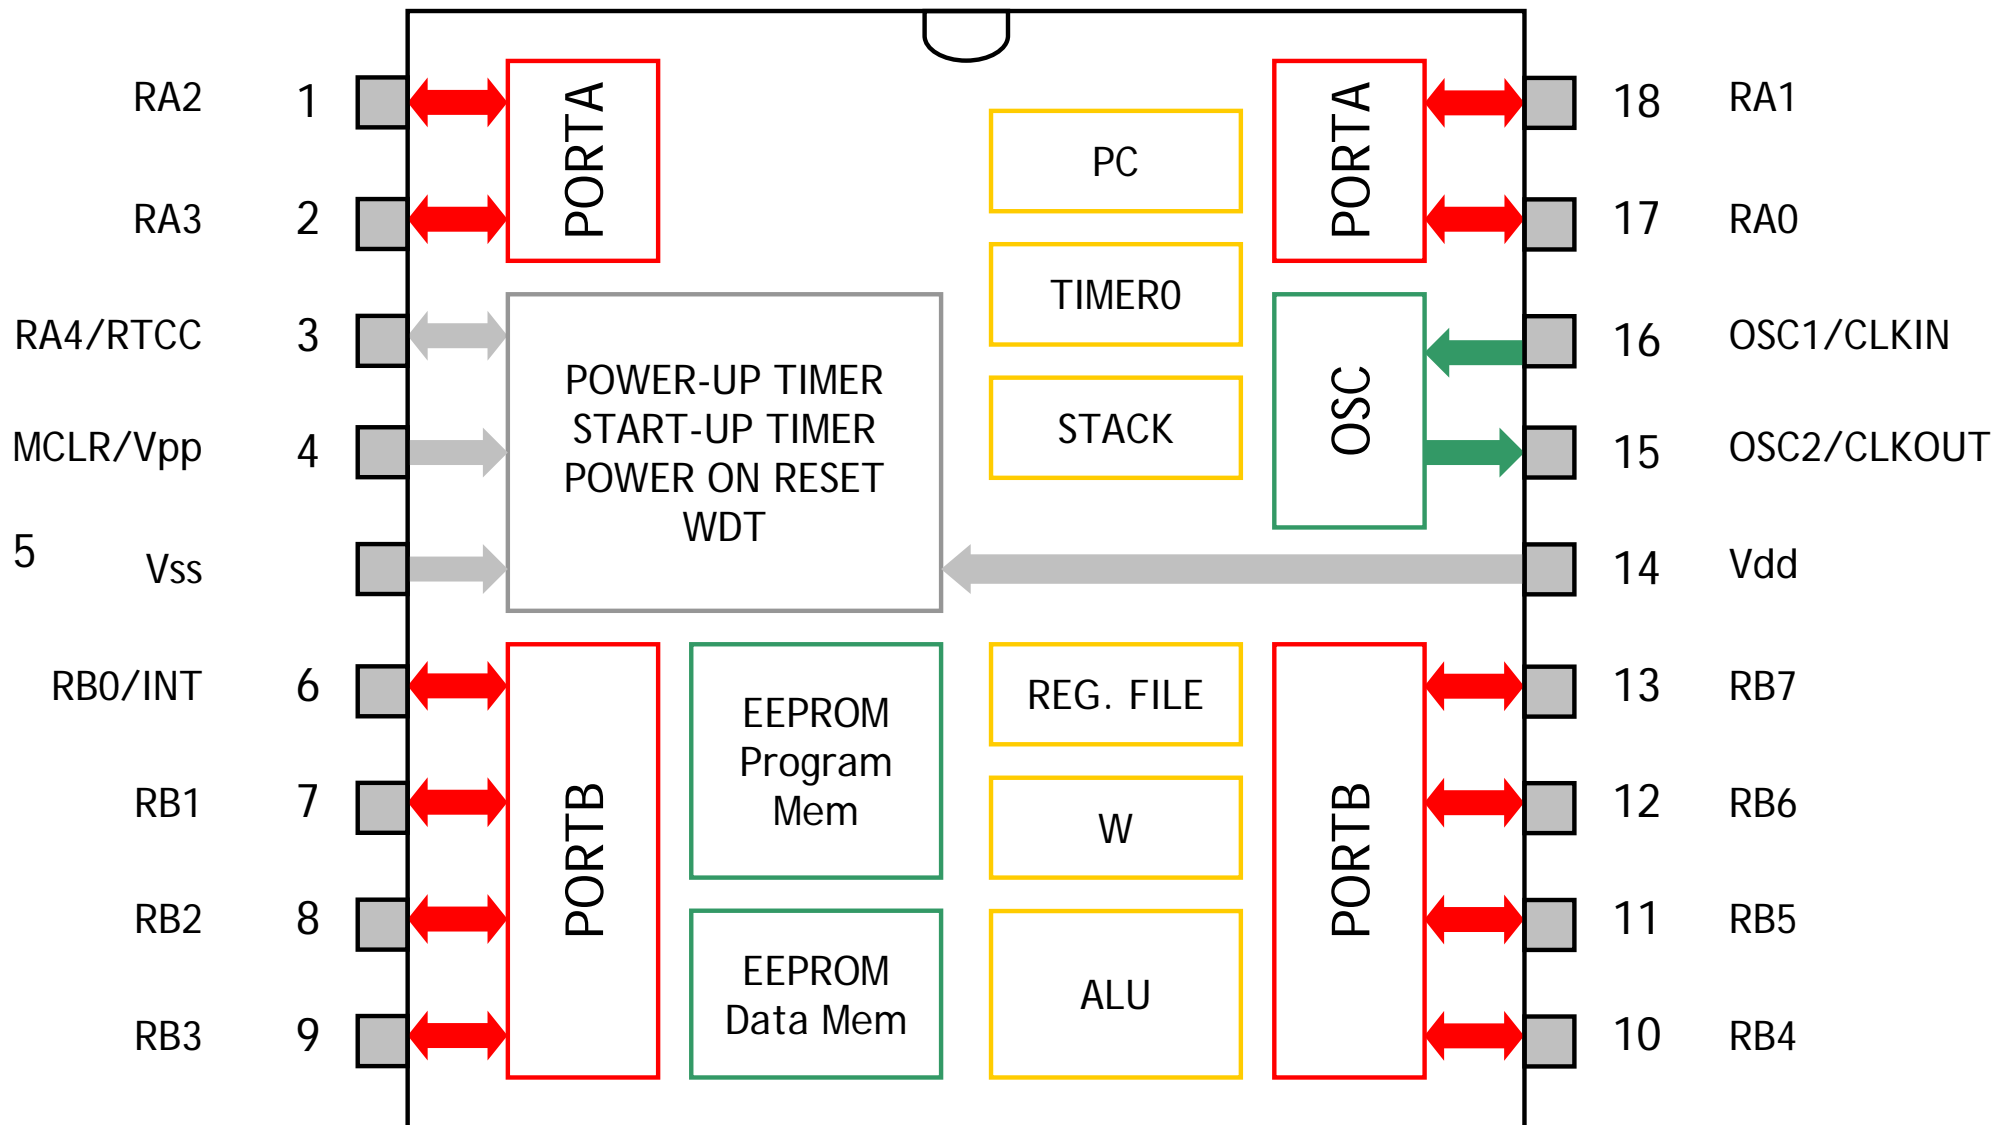 RA2 1 PORTA PORTA 18 RA1
PC
RA3 2 17 RA0
TIMER0
RA4/RTCC 3 16 OSC1/CLKIN
POWER-UP TIMER
START-UP TIMER
POWER ON RESET
WDT
STACK
OSC
MCLR/Vpp 4 15 OSC2/CLKOUT
5 Vss 14 Vdd
RB0/INT 6 13 RB7
EEPROM
Program
Mem
REG. FILE
RB1 7 PORTB W PORTB 12 RB6
RB2 8 11 RB5
EEPROM
Data Mem
ALU
RB3 9 10 RB4